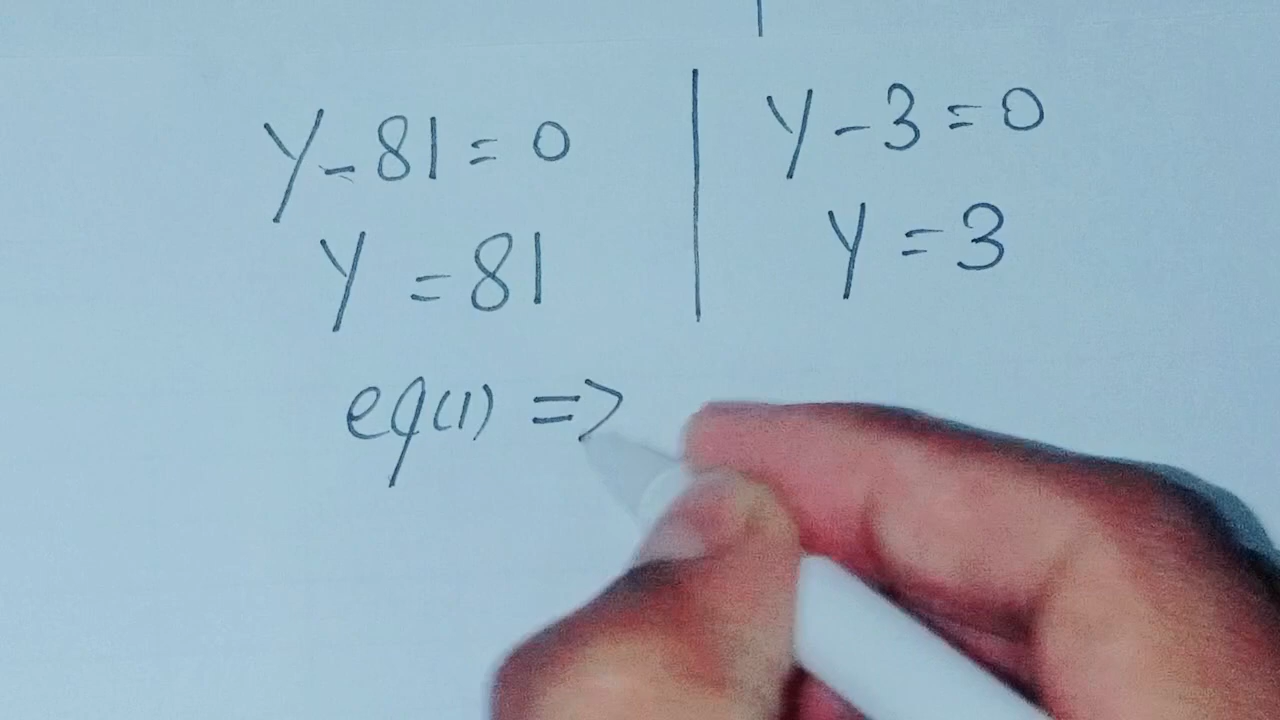 y - 81 = 0
y = 81
y - 3 = 0
y = 3
eq(1) =>